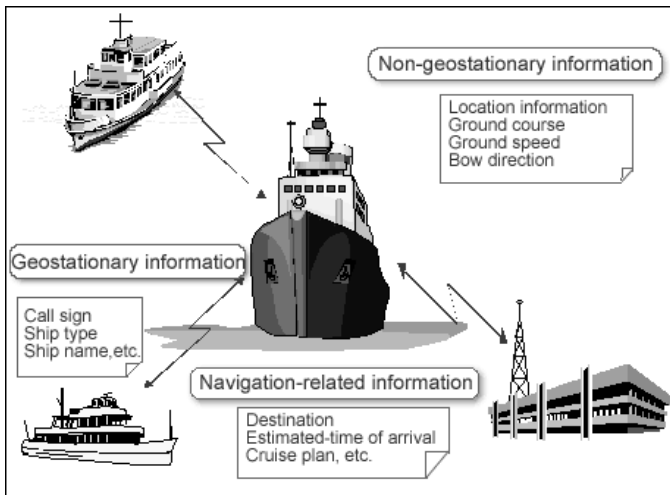 Non-geostationary information
Location information
Ground course
Ground speed
Bow direction
Geostationary information
Call sign
Ship type
Ship name,etc.
Navigation-related information
Destination
Estimated-time of arrival
Cruise plan, etc.